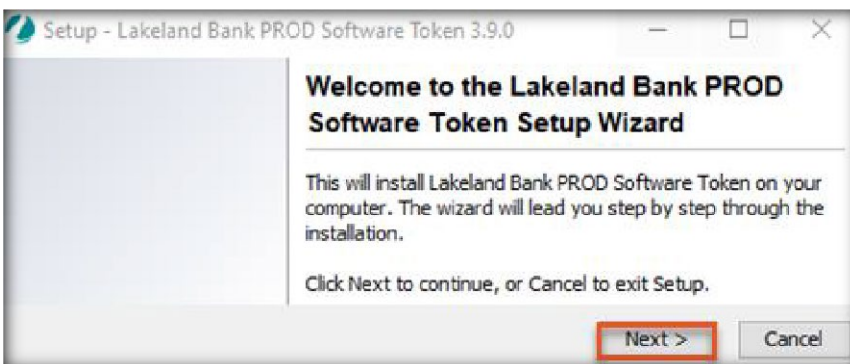 Setup - Lakeland Bank PROD Software Token 3.9.0
Welcome to the Lakeland Bank PROD
Software Token Setup Wizard
This will install Lakeland Bank PROD Software Token on your
computer. The wizard will lead you step by step through the
installation.
Click Next to continue, or Cancel to exit Setup.
Next >
Cancel